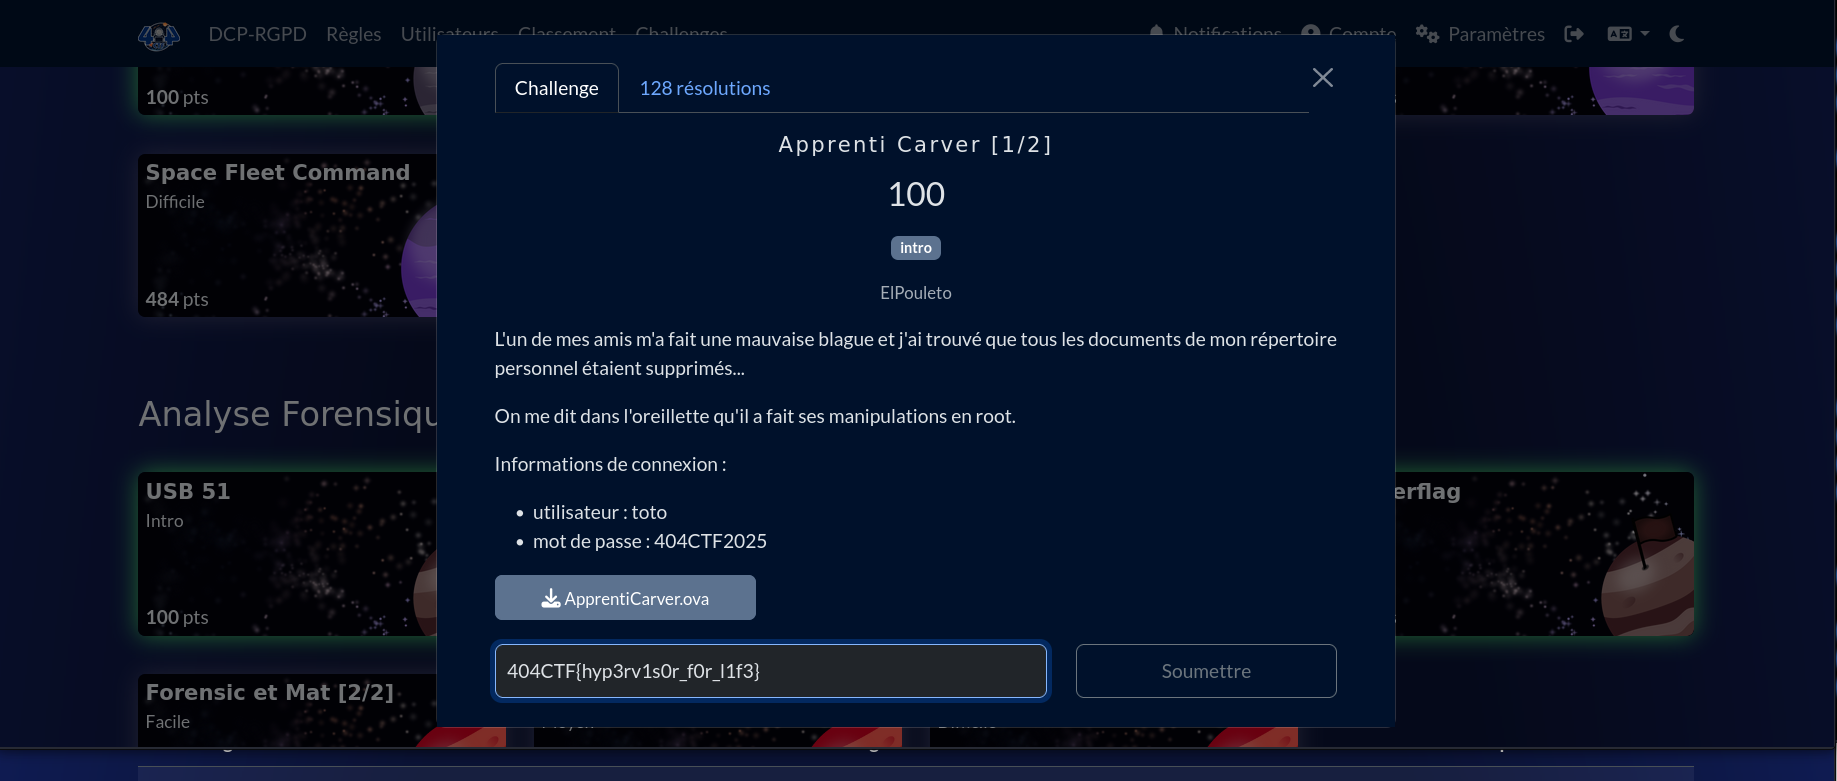 DCP-RGPD Règles Utilisateurs Classement Challenges Notifications Compte Paramètres
100 pts
Challenge
128 résolutions
Apprenti Carver [1/2]
100
intro
ElPouleto
L'un de mes amis m'a fait une mauvaise blague et j'ai trouvé que tous les documents de mon répertoire
personnel étaient supprimés...
On me dit dans l'oreillette qu'il a fait ses manipulations en root.
Informations de connexion :
• utilisateur : toto
• mot de passe : 404CTF2025
ApprentiCarver.ova
404CTF{hyp3rv1s0r_f0r_l1f3}
Soumettre
Space Fleet Command
Difficile
484 pts
Analyse Forensiqu
USB 51
Intro
100 pts
erflag
Forensic et Mat [2/2]
Facile